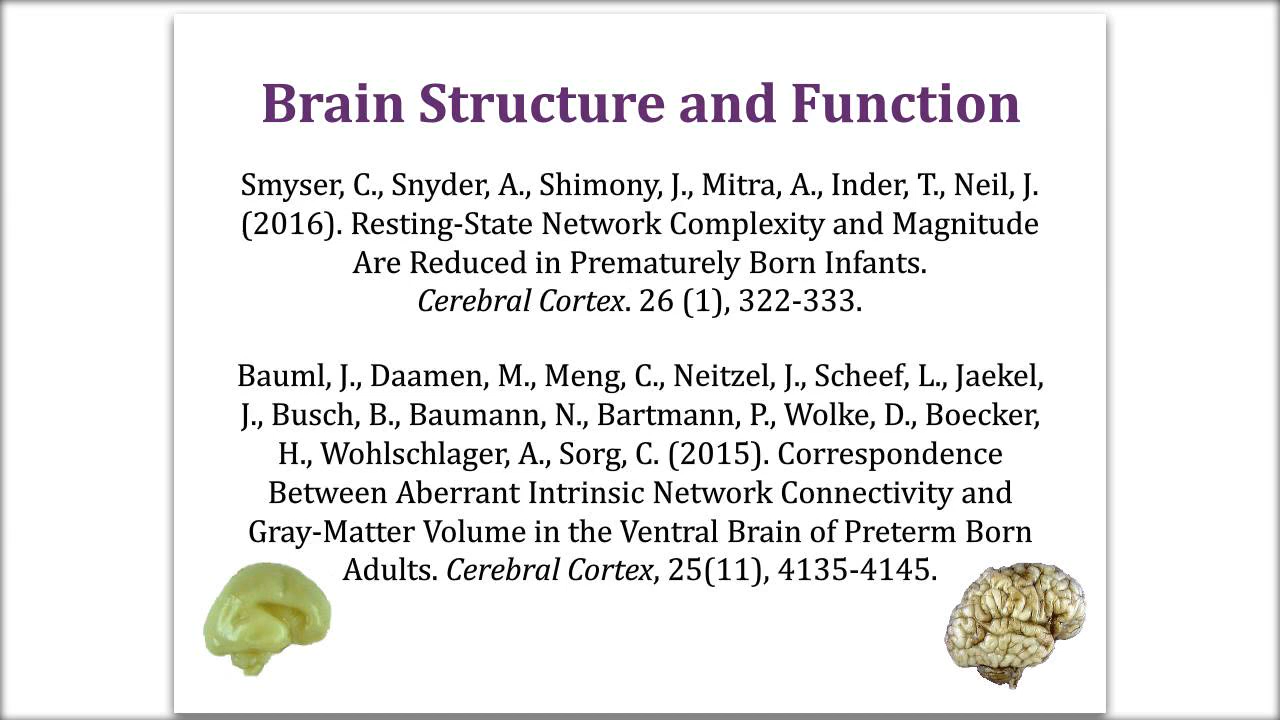 Brain Structure and Function
Smyser, C., Snyder, A., Shimony, J., Mitra, A., Inder, T., Neil, J.
(2016). Resting-State Network Complexity and Magnitude
Are Reduced in Prematurely Born Infants.
Cerebral Cortex. 26 (1), 322-333.
Bauml, J., Daamen, M., Meng, C., Neitzel, J., Scheef, L., Jaekel,
J., Busch, B., Baumann, N., Bartmann, P., Wolke, D., Boecker,
H., Wohlschlager, A., Sorg, C. (2015). Correspondence
Between Aberrant Intrinsic Network Connectivity and
Gray-Matter Volume in the Ventral Brain of Preterm Born
Adults. Cerebral Cortex, 25(11), 4135-4145.